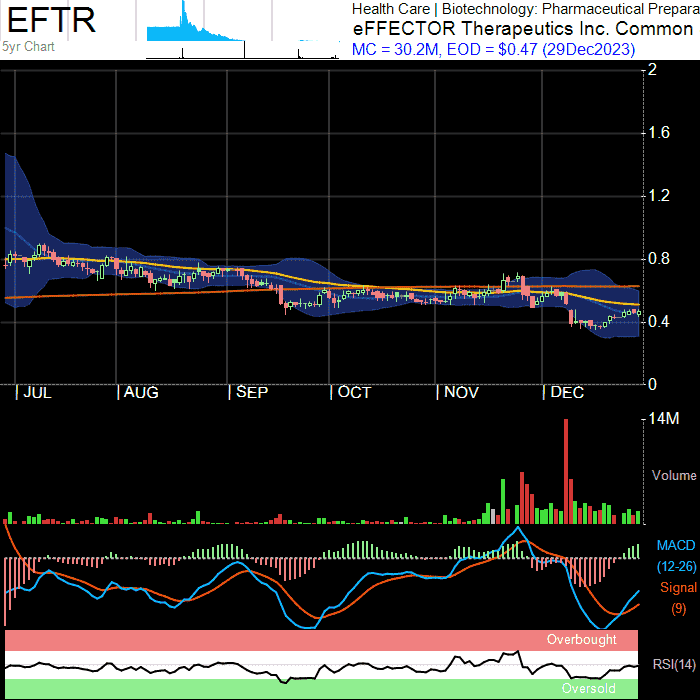 EFTR
5yr Chart
Health Care | Biotechnology: Pharmaceutical Prepara
eFFECTOR Therapeutics Inc. Common
MC = 30.2M, EOD = $0.47 (29Dec2023)
2
1.6
1.2
0.8
0.4
0
JUL AUG SEP OCT NOV DEC
14M
Volume
MACD
(12-26)
Signal
(9)
Overbought
RSI(14)
Oversold